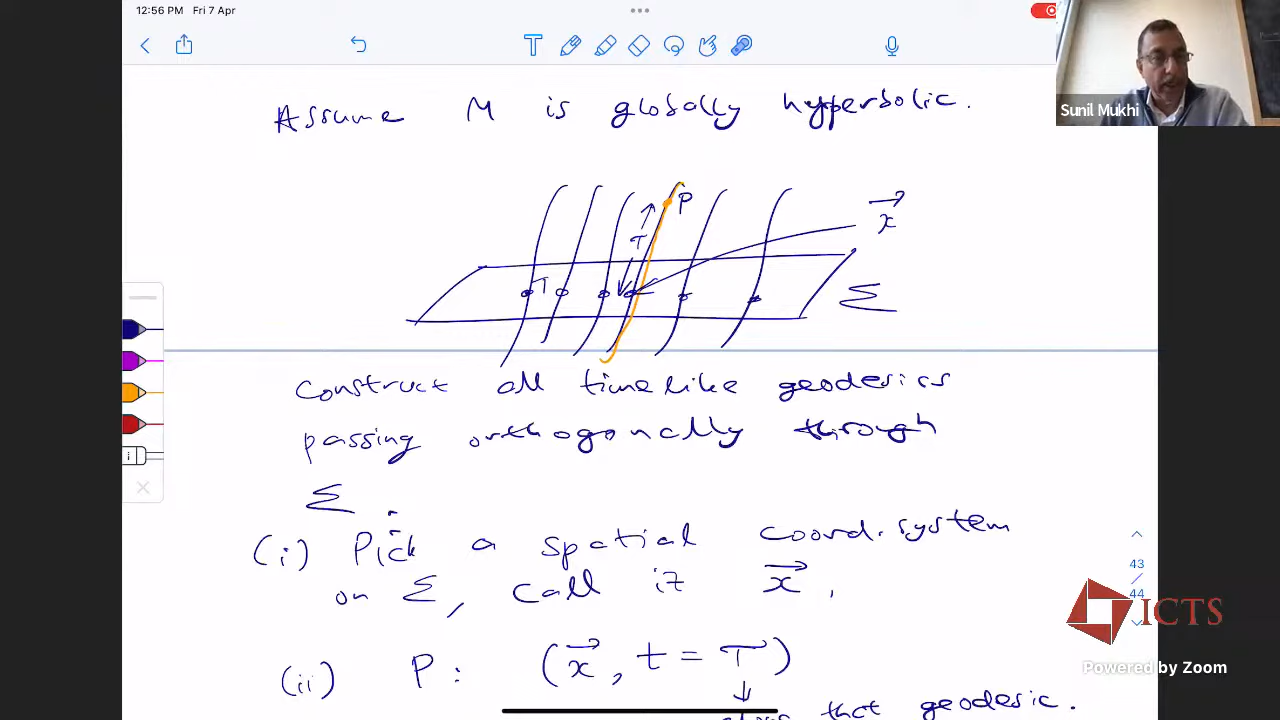 12:56 PM Fri 7 Apr
Sunil Mukhi
Assume M is globally hyperbolic.
P
τ
x
Σ
Construct all timelike geodesics
passing orthogonally through
Σ.
(i) Pick a spatial coord. system
on Σ, call it x,
(ii) P: (x, t = τ)
along that geodesic.
43
44
ICTS
Powered by Zoom